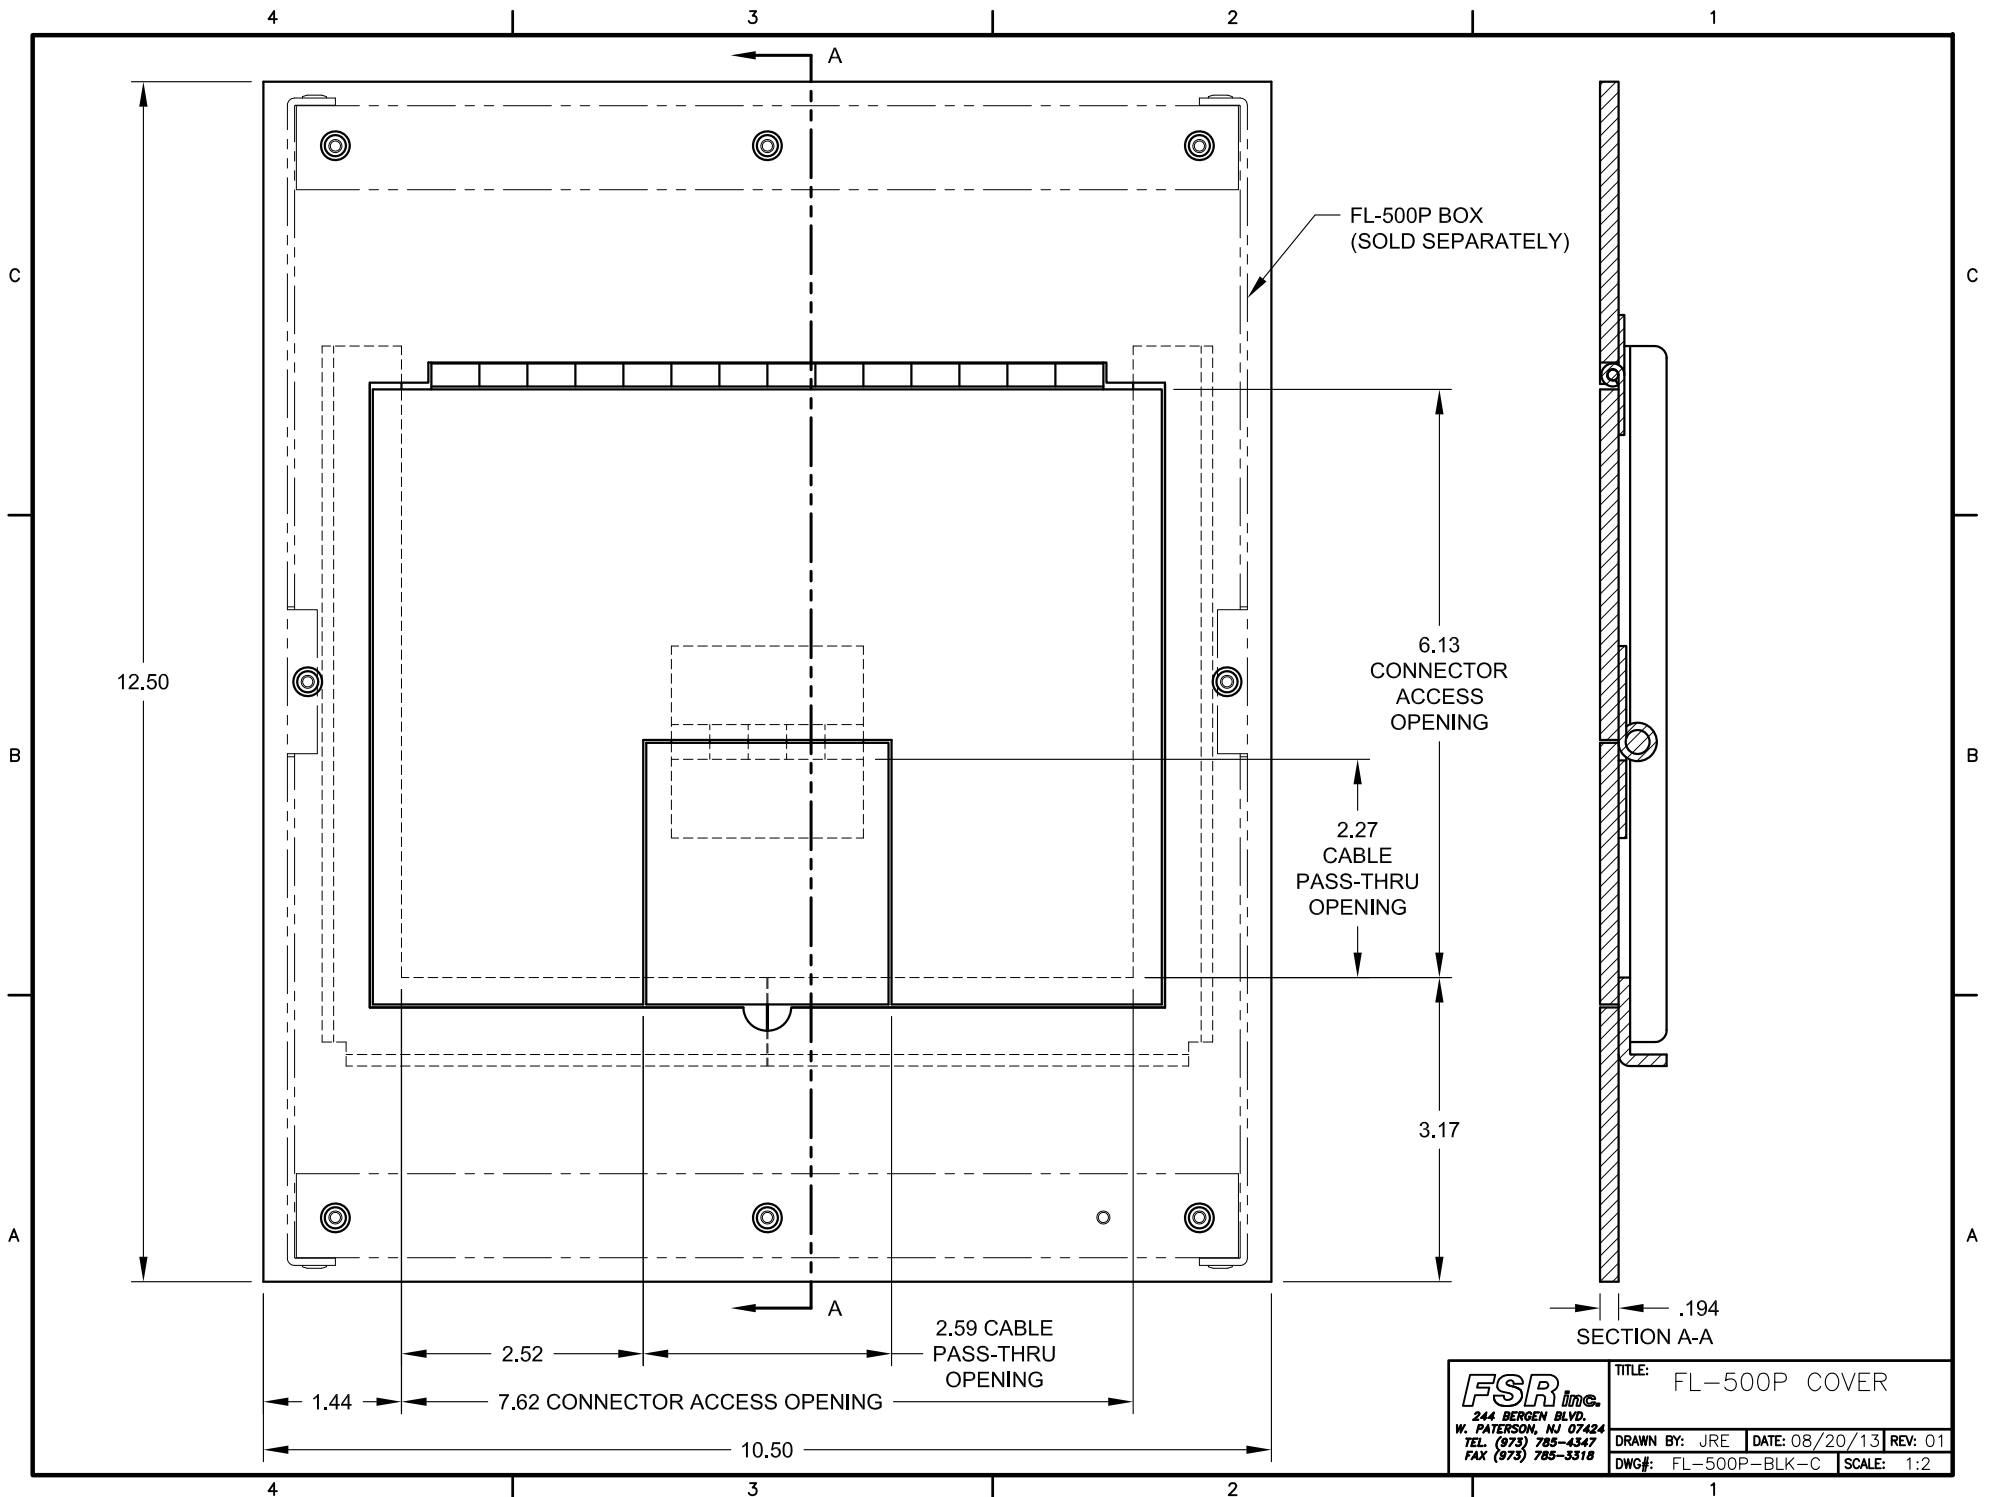 4 3 2 1
A
FL-500P BOX
(SOLD SEPARATELY)
C C
12.50
6.13
CONNECTOR
ACCESS
OPENING
B B
2.27
CABLE
PASS-THRU
OPENING
3.17
A A
A
.194
SECTION A-A
2.52
2.59 CABLE
PASS-THRU
OPENING
1.44
7.62 CONNECTOR ACCESS OPENING
10.50
FSR inc.
244 BERGEN BLVD.
W. PATERSON, NJ 07424
TEL. (973) 785-4347
FAX (973) 785-3318
TITLE: FL-500P COVER
DRAWN BY: JRE DATE: 08/20/13 REV: 01
DWG#: FL-500P-BLK-C SCALE: 1:2
4 3 2 1